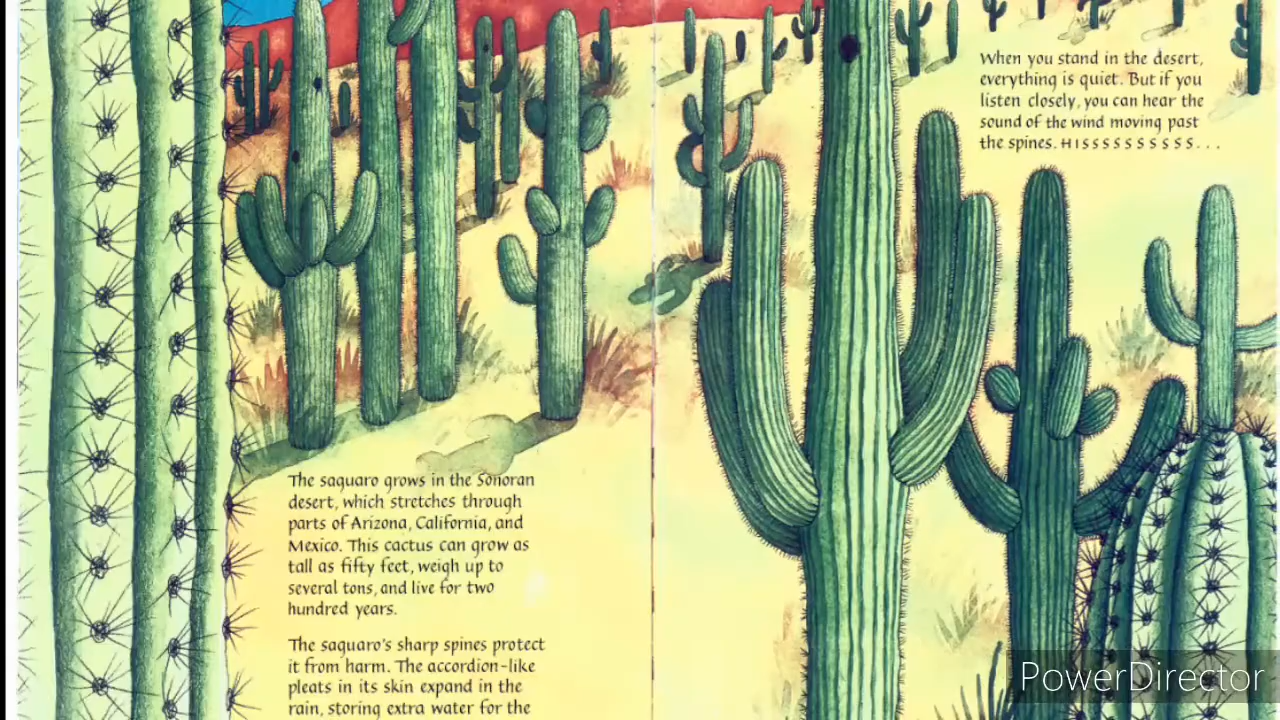 The saguaro grows in the Sonoran
desert, which stretches through
parts of Arizona, California, and
Mexico. This cactus can grow as
tall as fifty feet, weigh up to
several tons, and live for two
hundred years.
The saguaro's sharp spines protect
it from harm. The accordion-like
pleats in its skin expand in the
rain, storing extra water for the
When you stand in the desert,
everything is quiet. But if you
listen closely, you can hear the
sound of the wind moving past
the spines. HISSSSSSSSSS...
PowerDirector